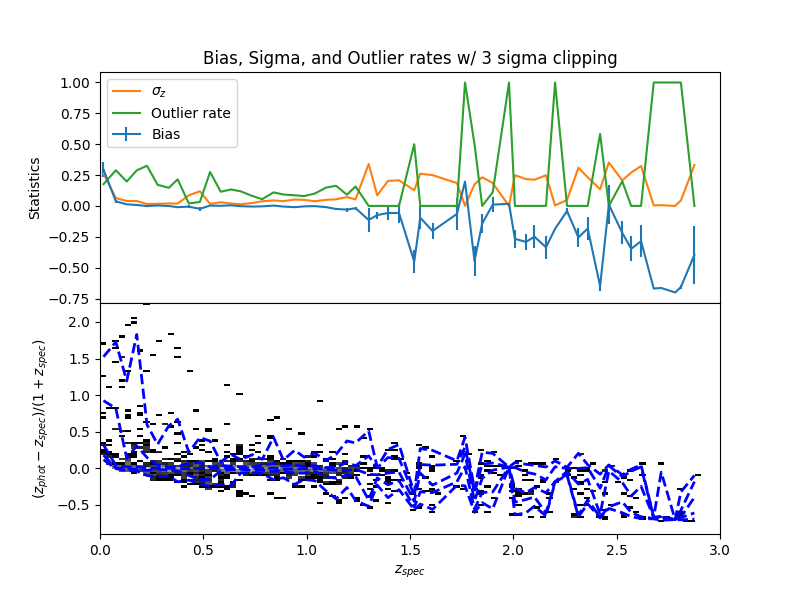 Bias, Sigma, and Outlier rates w/ 3 sigma clipping
1.00
0.75
0.50
0.25
0.00
−0.25
−0.50
−0.75
Statistics
σz
Outlier rate
Bias
2.0
1.5
1.0
0.5
0.0
−0.5
(zphot − zspec)/(1 + zspec)
0.0 0.5 1.0 1.5 2.0 2.5 3.0
zspec